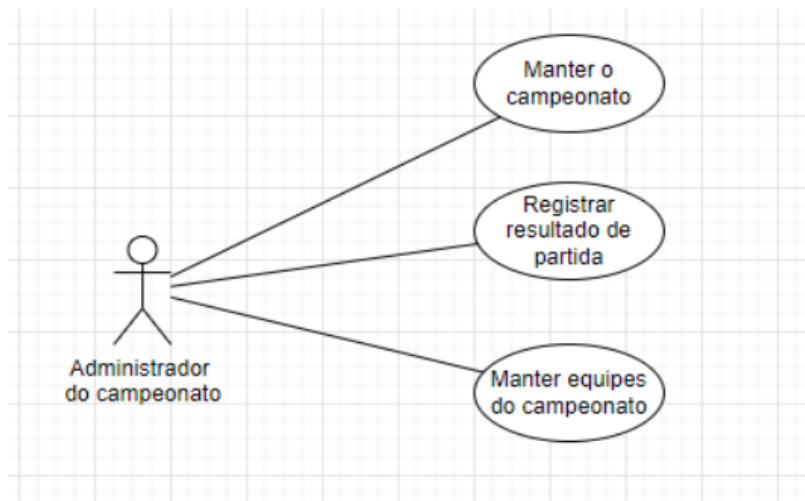 Manter o
campeonato
Registrar
resultado de
partida
Administrador
do campeonato
Manter equipes
do campeonato